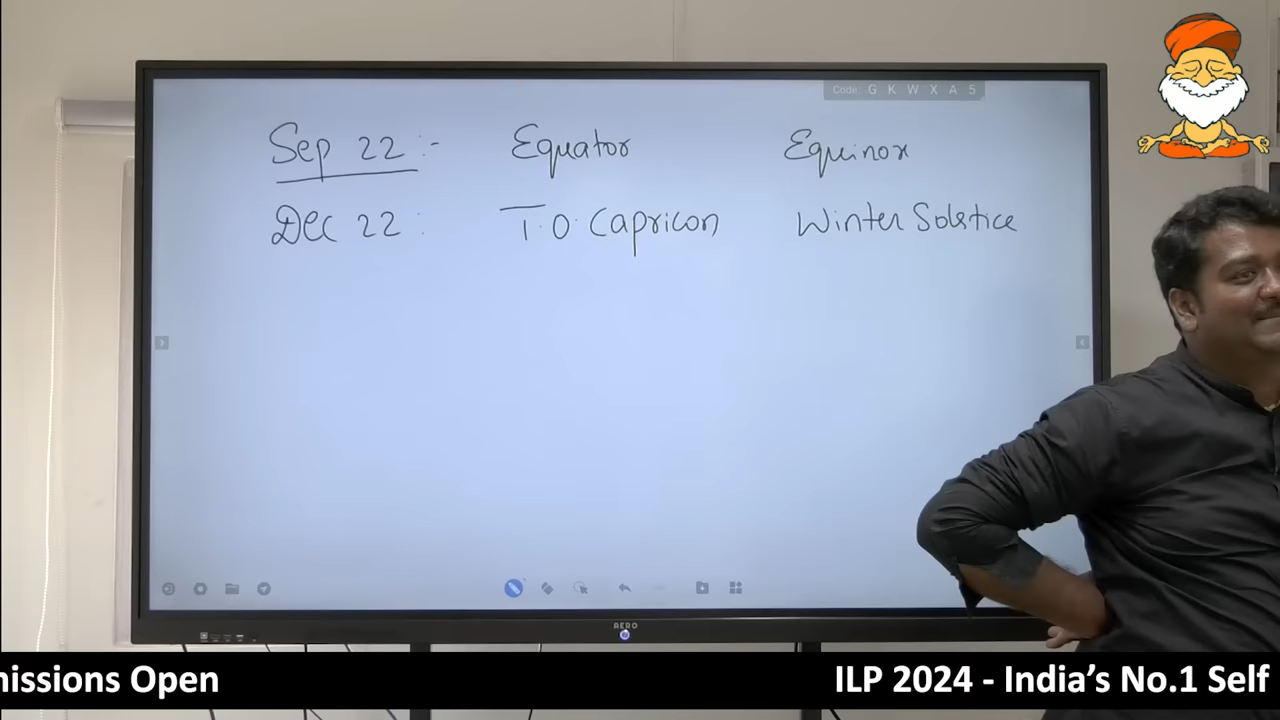 Code: G K W X A 5
Sep 22 :- Equator Equinox
Dec 22 : T.O. Capricon Winter Solstice
AERO
nissions Open ILP 2024 - India's No.1 Self